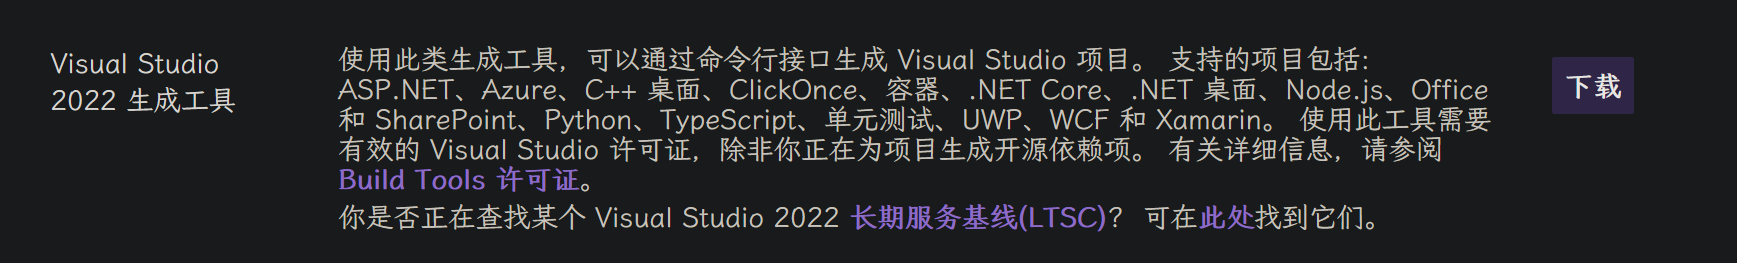 Visual Studio
2022 生成工具
使用此类生成工具，可以通过命令行接口生成 Visual Studio 项目。 支持的项目包括:
ASP.NET、Azure、C++ 桌面、ClickOnce、容器、.NET Core、.NET 桌面、Node.js、Office
和 SharePoint、Python、TypeScript、单元测试、UWP、WCF 和 Xamarin。 使用此工具需要
有效的 Visual Studio 许可证，除非你正在为项目生成开源依赖项。 有关详细信息，请参阅
Build Tools 许可证。
你是否正在查找某个 Visual Studio 2022 长期服务基线(LTSC)? 可在此处找到它们。
下载